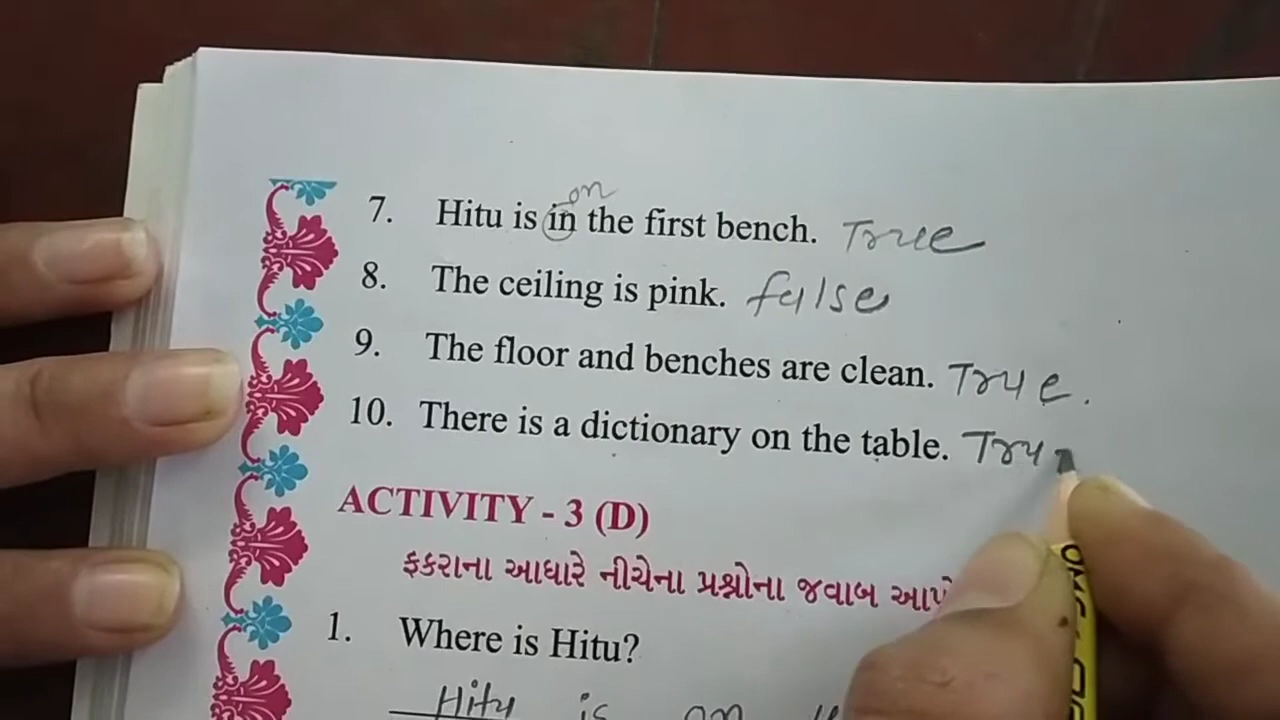 on
7. Hitu is in the first bench. True
8. The ceiling is pink. false
9. The floor and benches are clean. True.
10. There is a dictionary on the table. Tru
ACTIVITY - 3 (D)
ફકરાના આધારે નીચેના પ્રશ્નોના જવાબ
1. Where is Hitu?
Hitu is on